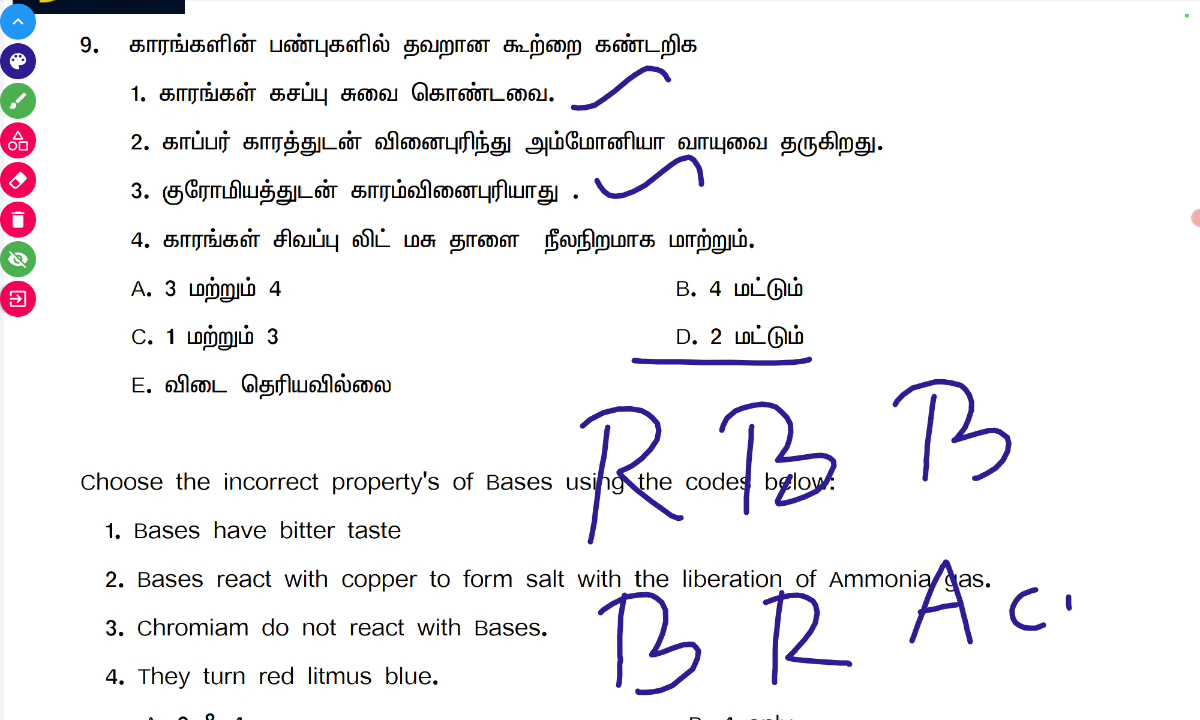 9. காரங்களின் பண்புகளில் தவறான கூற்றை கண்டறிக
1. காரங்கள் கசப்பு சுவை கொண்டவை.
2. காப்பர் காரத்துடன் வினைபுரிந்து அம்மோனியா வாயுவை தருகிறது.
3. குரோமியத்துடன் காரம்வினைபுரியாது .
4. காரங்கள் சிவப்பு லிட் மசு தாளை நீலநிறமாக மாற்றும்.
A. 3 மற்றும் 4 B. 4 மட்டும்
C. 1 மற்றும் 3 D. 2 மட்டும்
E. விடை தெரியவில்லை
R B B
Choose the incorrect property's of Bases using the codes below:
1. Bases have bitter taste
2. Bases react with copper to form salt with the liberation of Ammonia gas.
3. Chromiam do not react with Bases.
B R A c
4. They turn red litmus blue.